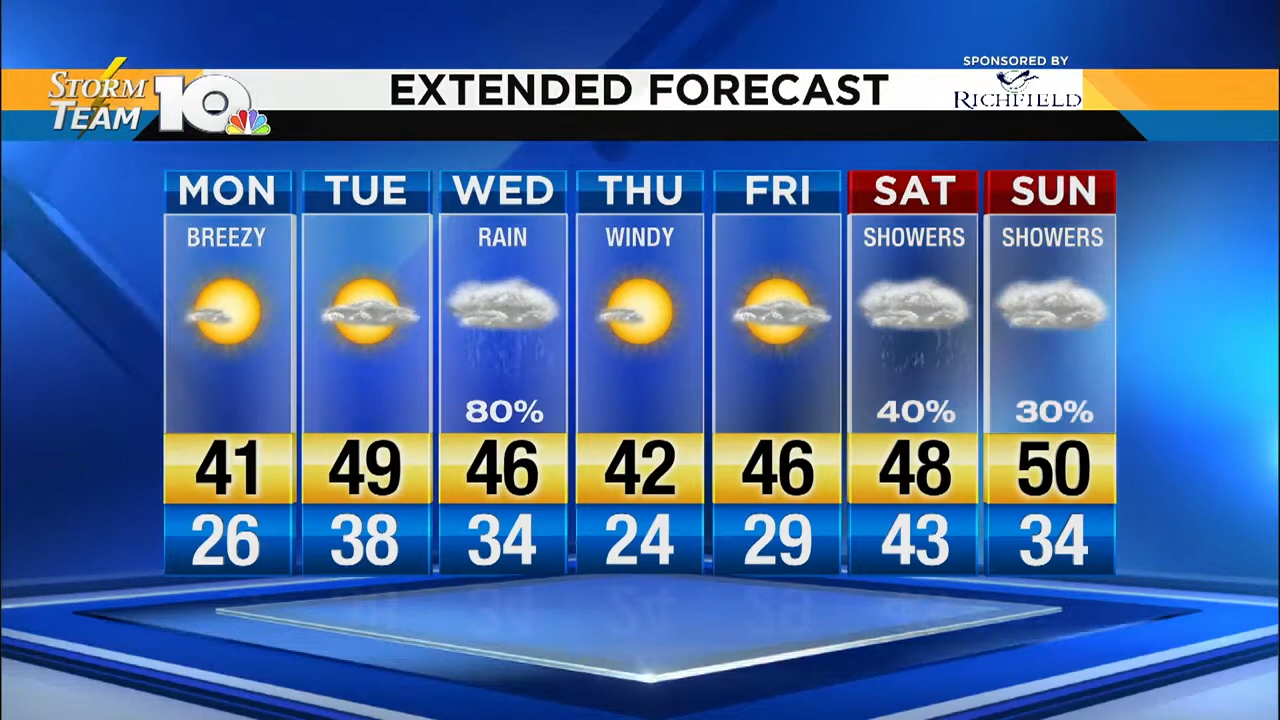 SPONSORED BY
STORM TEAM 10
EXTENDED FORECAST
RICHFIELD
MON TUE WED THU FRI SAT SUN
BREEZY RAIN WINDY SHOWERS SHOWERS
80% 40% 30%
41 49 46 42 46 48 50
26 38 34 24 29 43 34